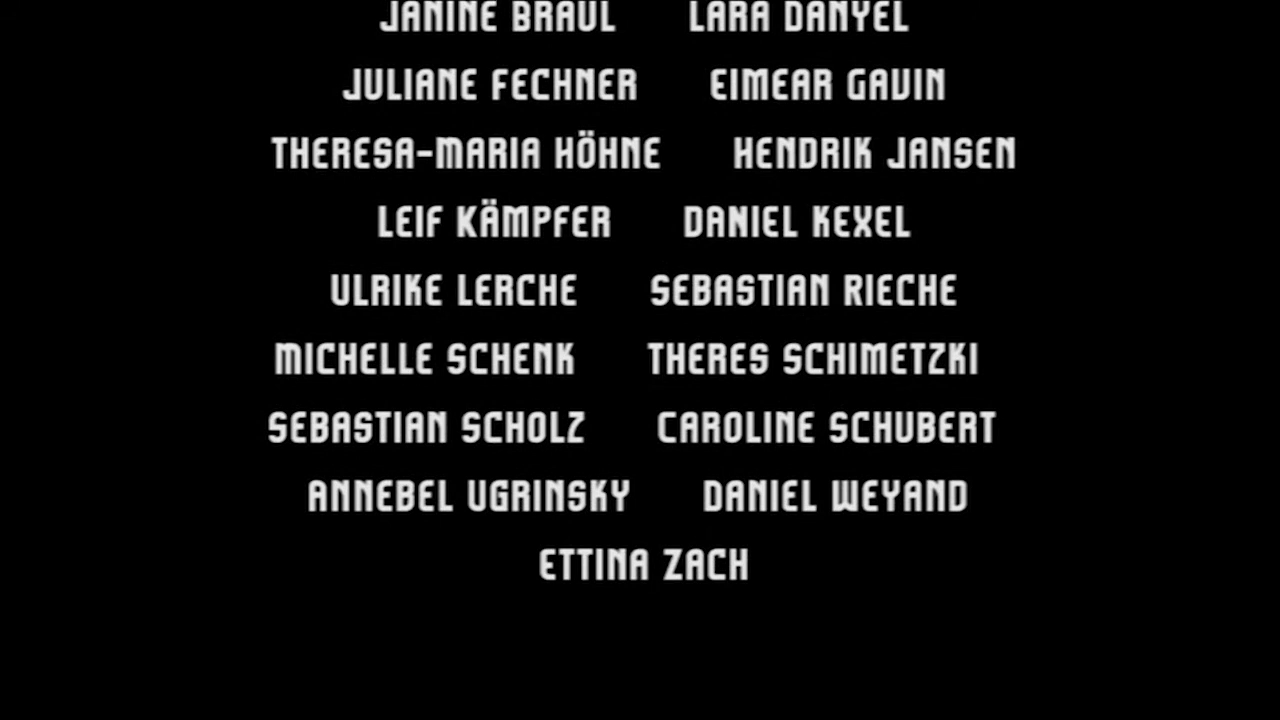 JANINE BRAUL LARA DANYEL
JULIANE FECHNER EIMEAR GAVIN
THERESA-MARIA HÖHNE HENDRIK JANSEN
LEIF KÄMPFER DANIEL KEXEL
ULRIKE LERCHE SEBASTIAN RIECHE
MICHELLE SCHENK THERES SCHIMETZKI
SEBASTIAN SCHOLZ CAROLINE SCHUBERT
ANNEBEL UGRINSKY DANIEL WEYAND
ETTINA ZACH